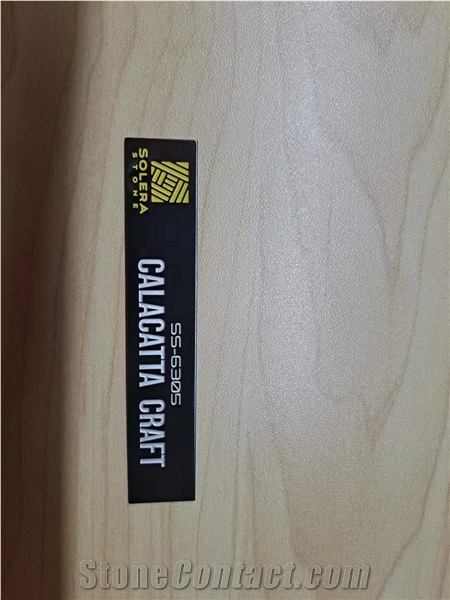 SOLERA
STONE
SS-6305
CALACATTA CRAFT
StoneContact.com